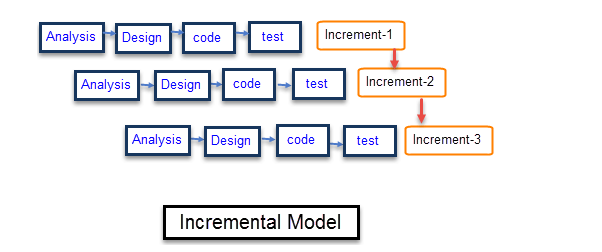 Analysis Design code test Increment-1
Analysis Design code test Increment-2
Analysis Design code test Increment-3
Incremental Model